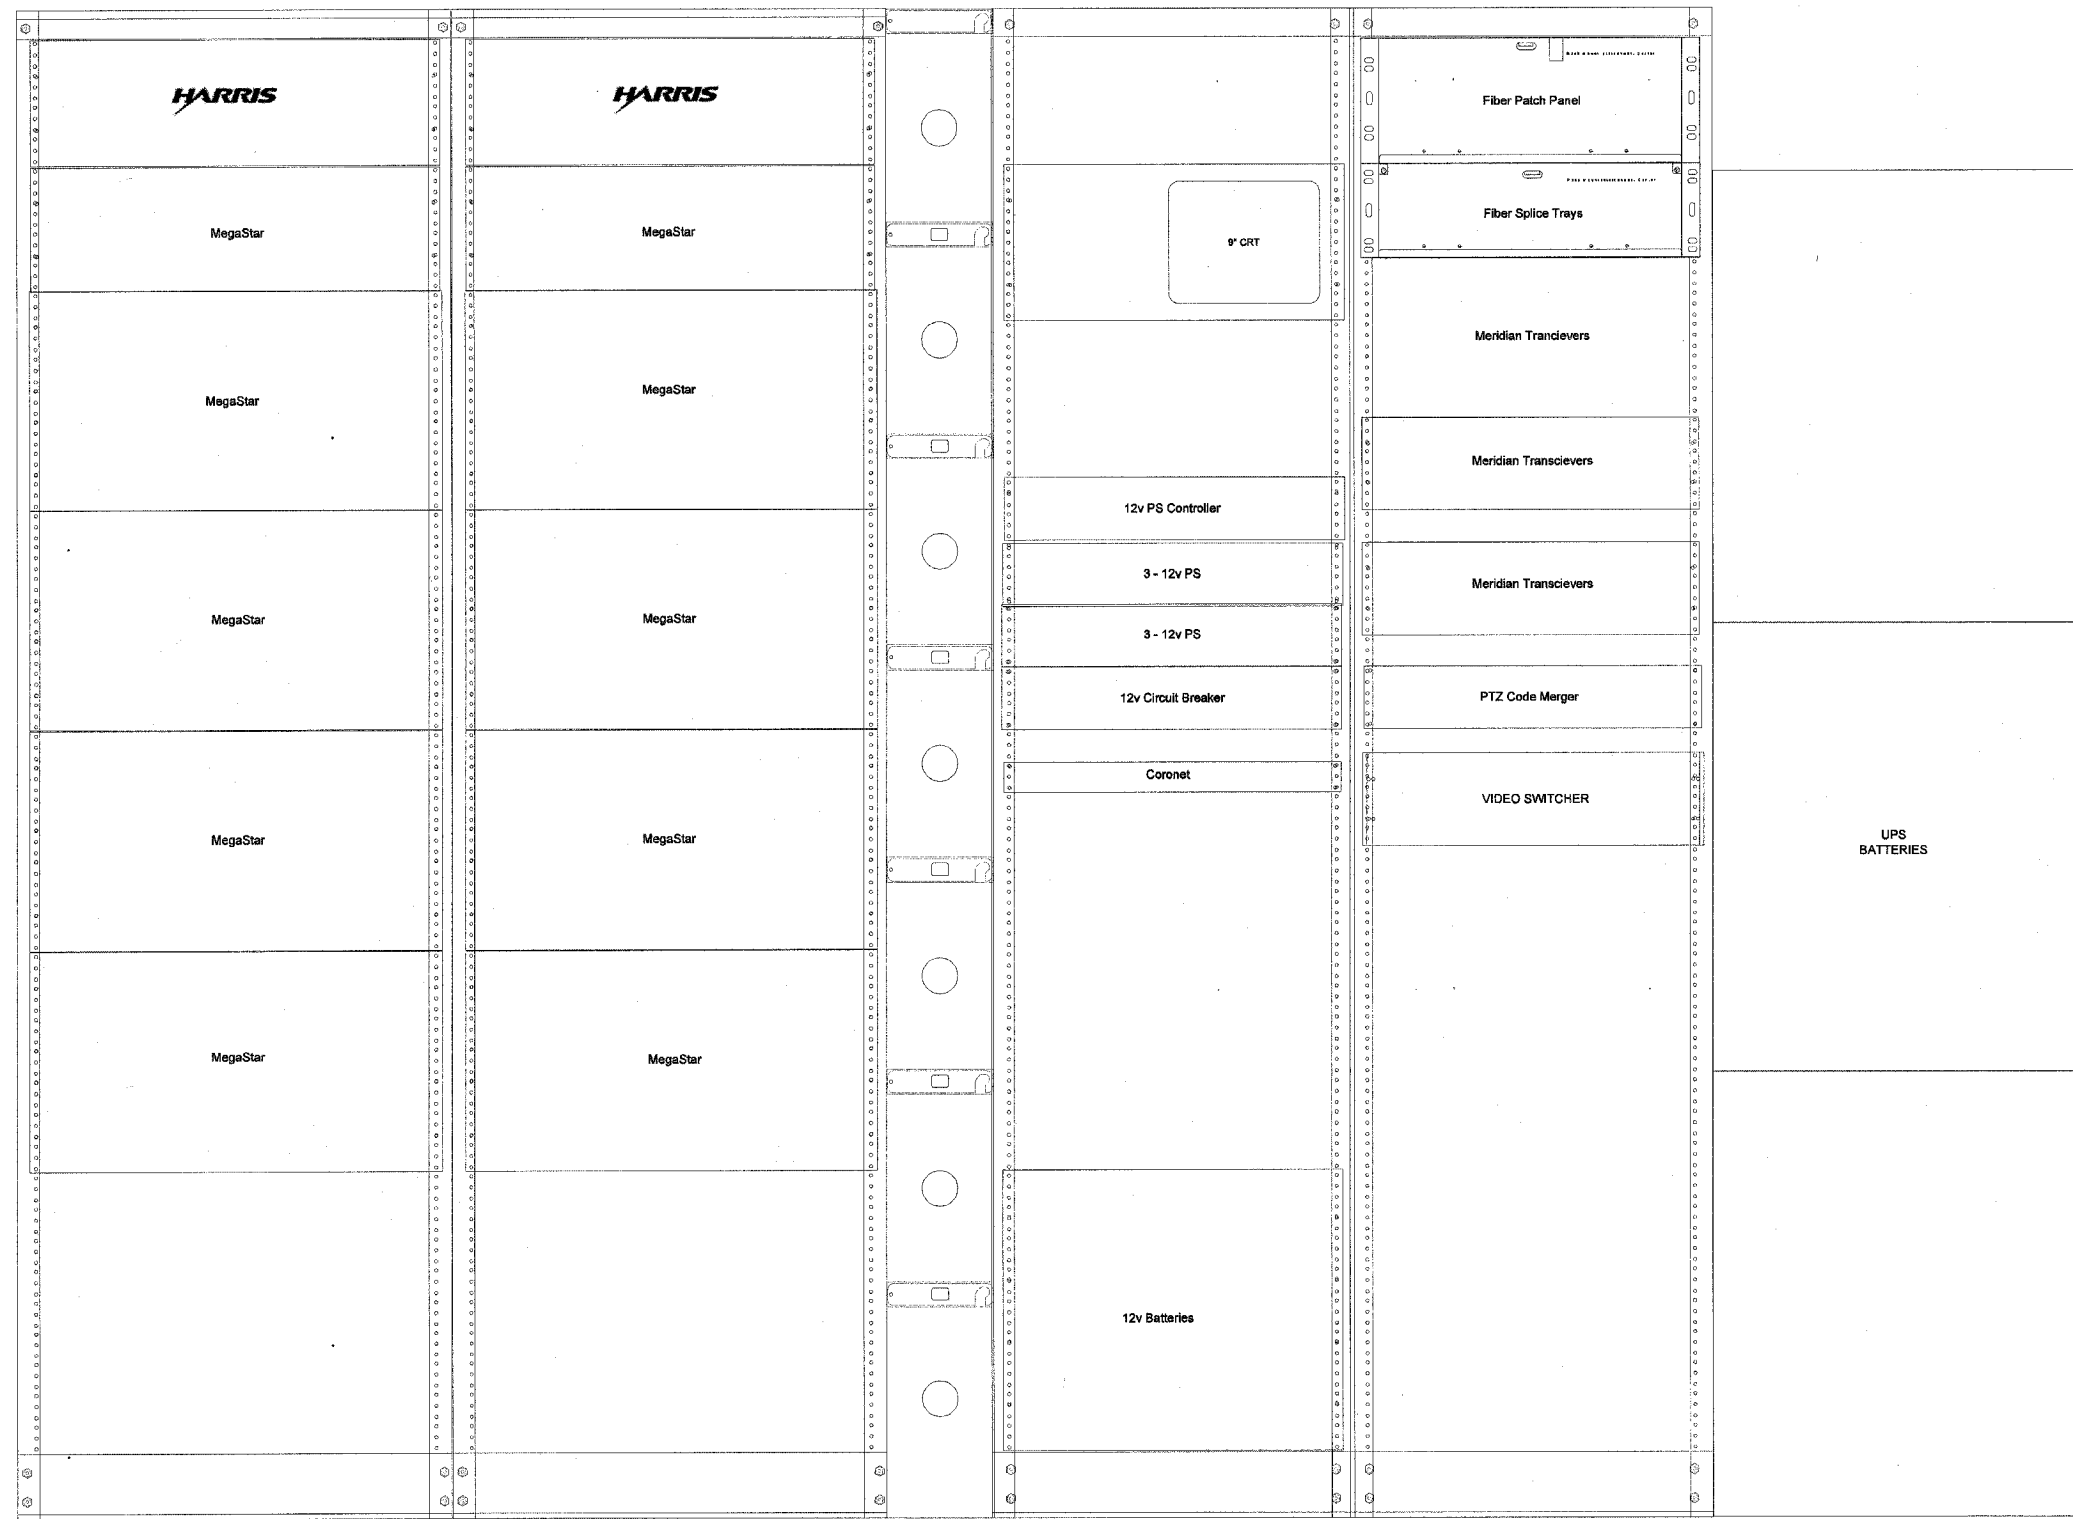 HARRIS
MegaStar
MegaStar
MegaStar
MegaStar
MegaStar
HARRIS
MegaStar
MegaStar
MegaStar
MegaStar
MegaStar
9" CRT
12v PS Controller
3 - 12v PS
3 - 12v PS
12v Circuit Breaker
Coronet
12v Batteries
Fiber Patch Panel
Fiber Splice Trays
Meridian Trancievers
Meridian Transcievers
Meridian Transcievers
PTZ Code Merger
VIDEO SWITCHER
UPS
BATTERIES